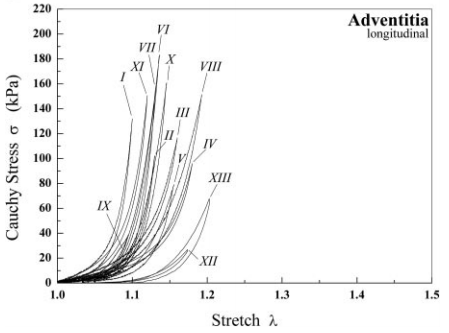 220
200
180
160
140
120
100
80
60
40
20
0
1.0
1.1
1.2
1.3
1.4
1.5
Cauchy Stress σ (kPa)
Stretch λ
Adventitia
longitudinal
I
XI
VII
VI
X
VIII
III
II
V
IV
XIII
IX
XII